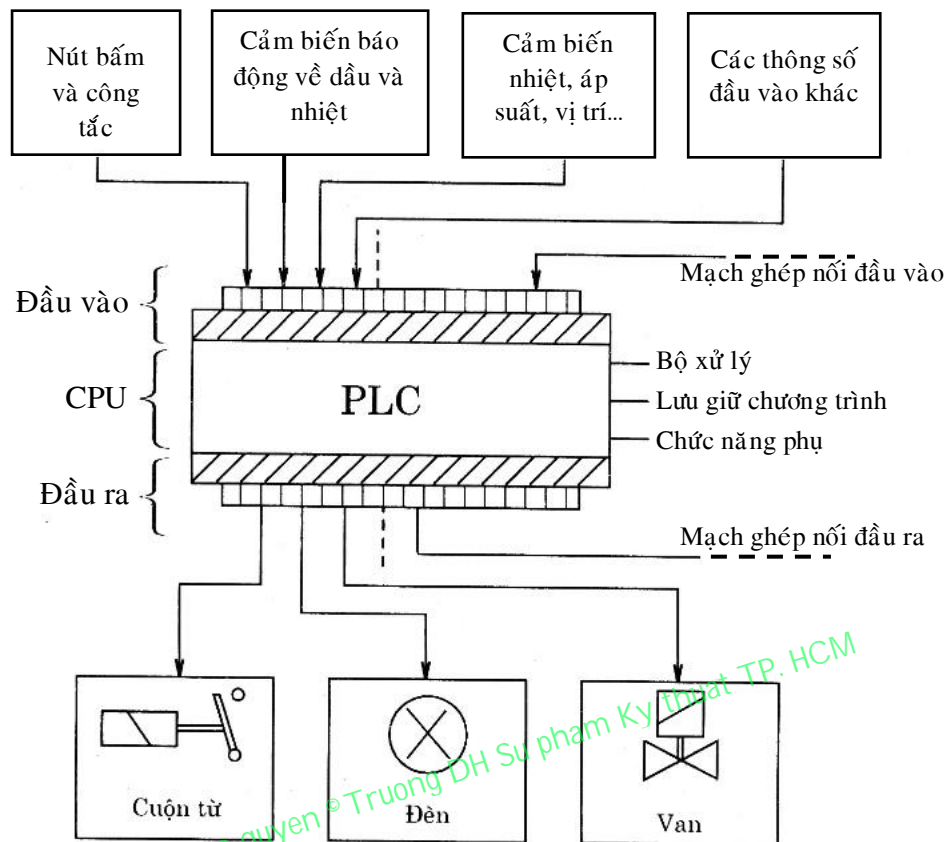 Nút bấm
và công
tắc
Cảm biến báo
động về dầu và
nhiệt
Cảm biến
nhiệt, áp
suất, vị trí...
Các thông số
đầu vào khác
Mạch ghép nối đầu vào
Đầu vào
CPU
PLC
Bộ xử lý
Lưu giữ chương trình
Chức năng phụ
Đầu ra
Mạch ghép nối đầu ra
Cuộn từ
Đèn
Van
© Truong DH Su pham Ky thuat TP. HCM